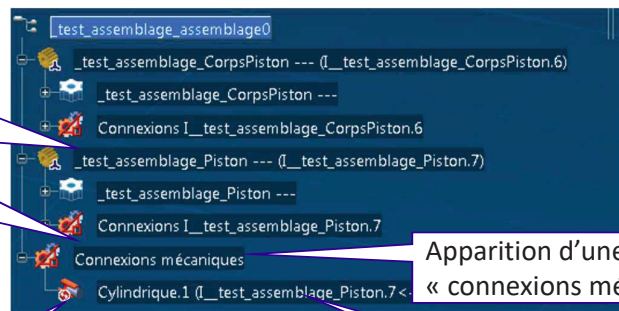 _test_assemblage_assemblage0
_test_assemblage_CorpsPiston --- (I__test_assemblage_CorpsPiston.6)
_test_assemblage_CorpsPiston ---
Connexions I__test_assemblage_CorpsPiston.6
_test_assemblage_Piston --- (I__test_assemblage_Piston.7)
_test_assemblage_Piston ---
Connexions I__test_assemblage_Piston.7
Connexions mécaniques
Apparition d'une
« connexions mé
Cylindrique.1 (I__test_assemblage_Piston.7<-